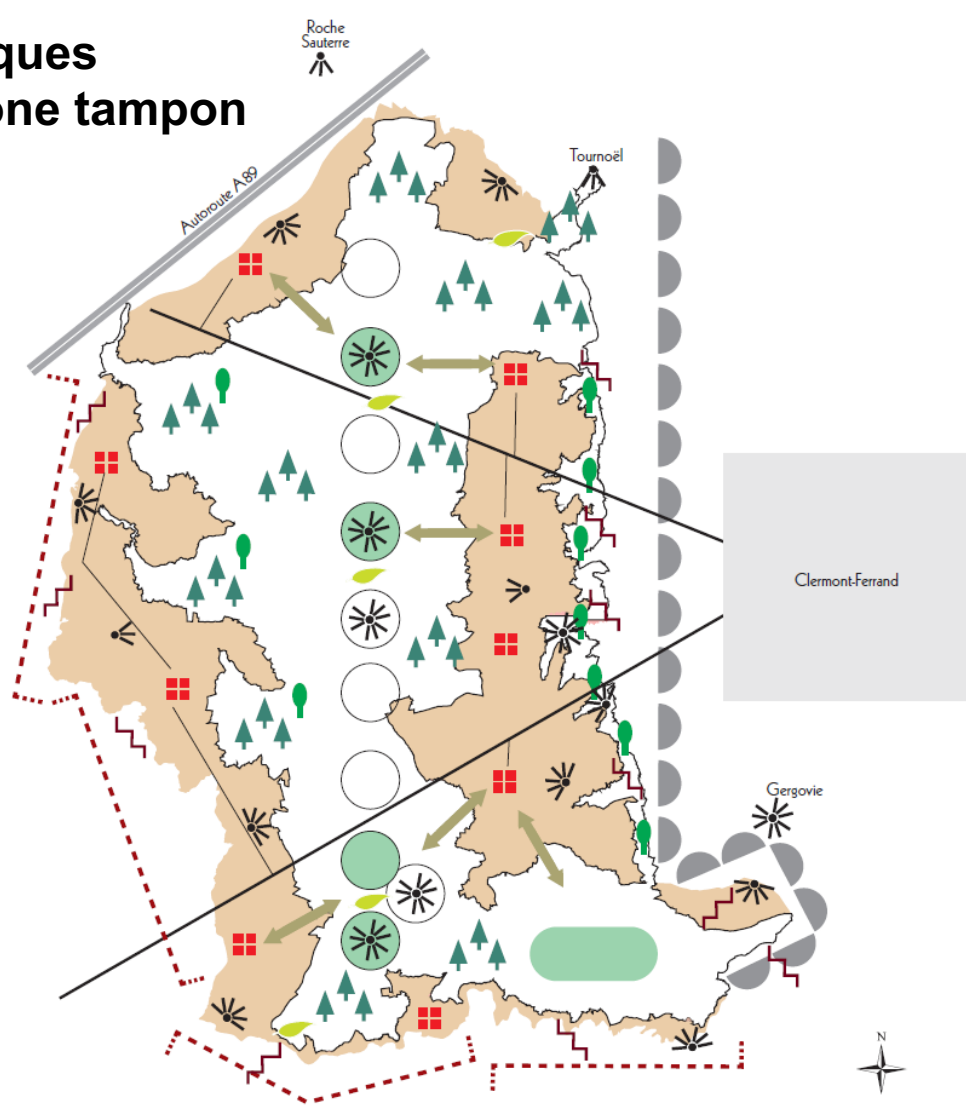 Roche
Sauterre
ques
one tampon
Tournoël
Autoroute A89
Clermont-Ferrand
Gergovie
N